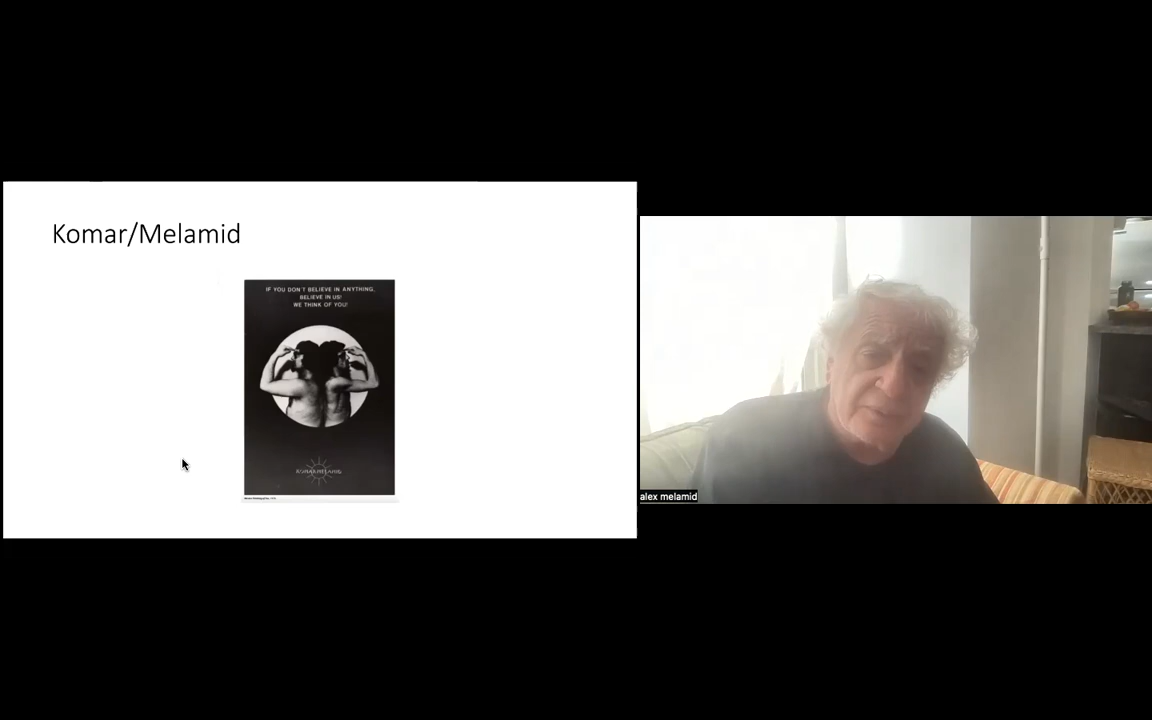 Komar/Melamid
IF YOU DON'T BELIEVE IN ANYTHING,
BELIEVE IN US!
WE THINK OF YOU!
KOMAR MELAMID
alex melamid